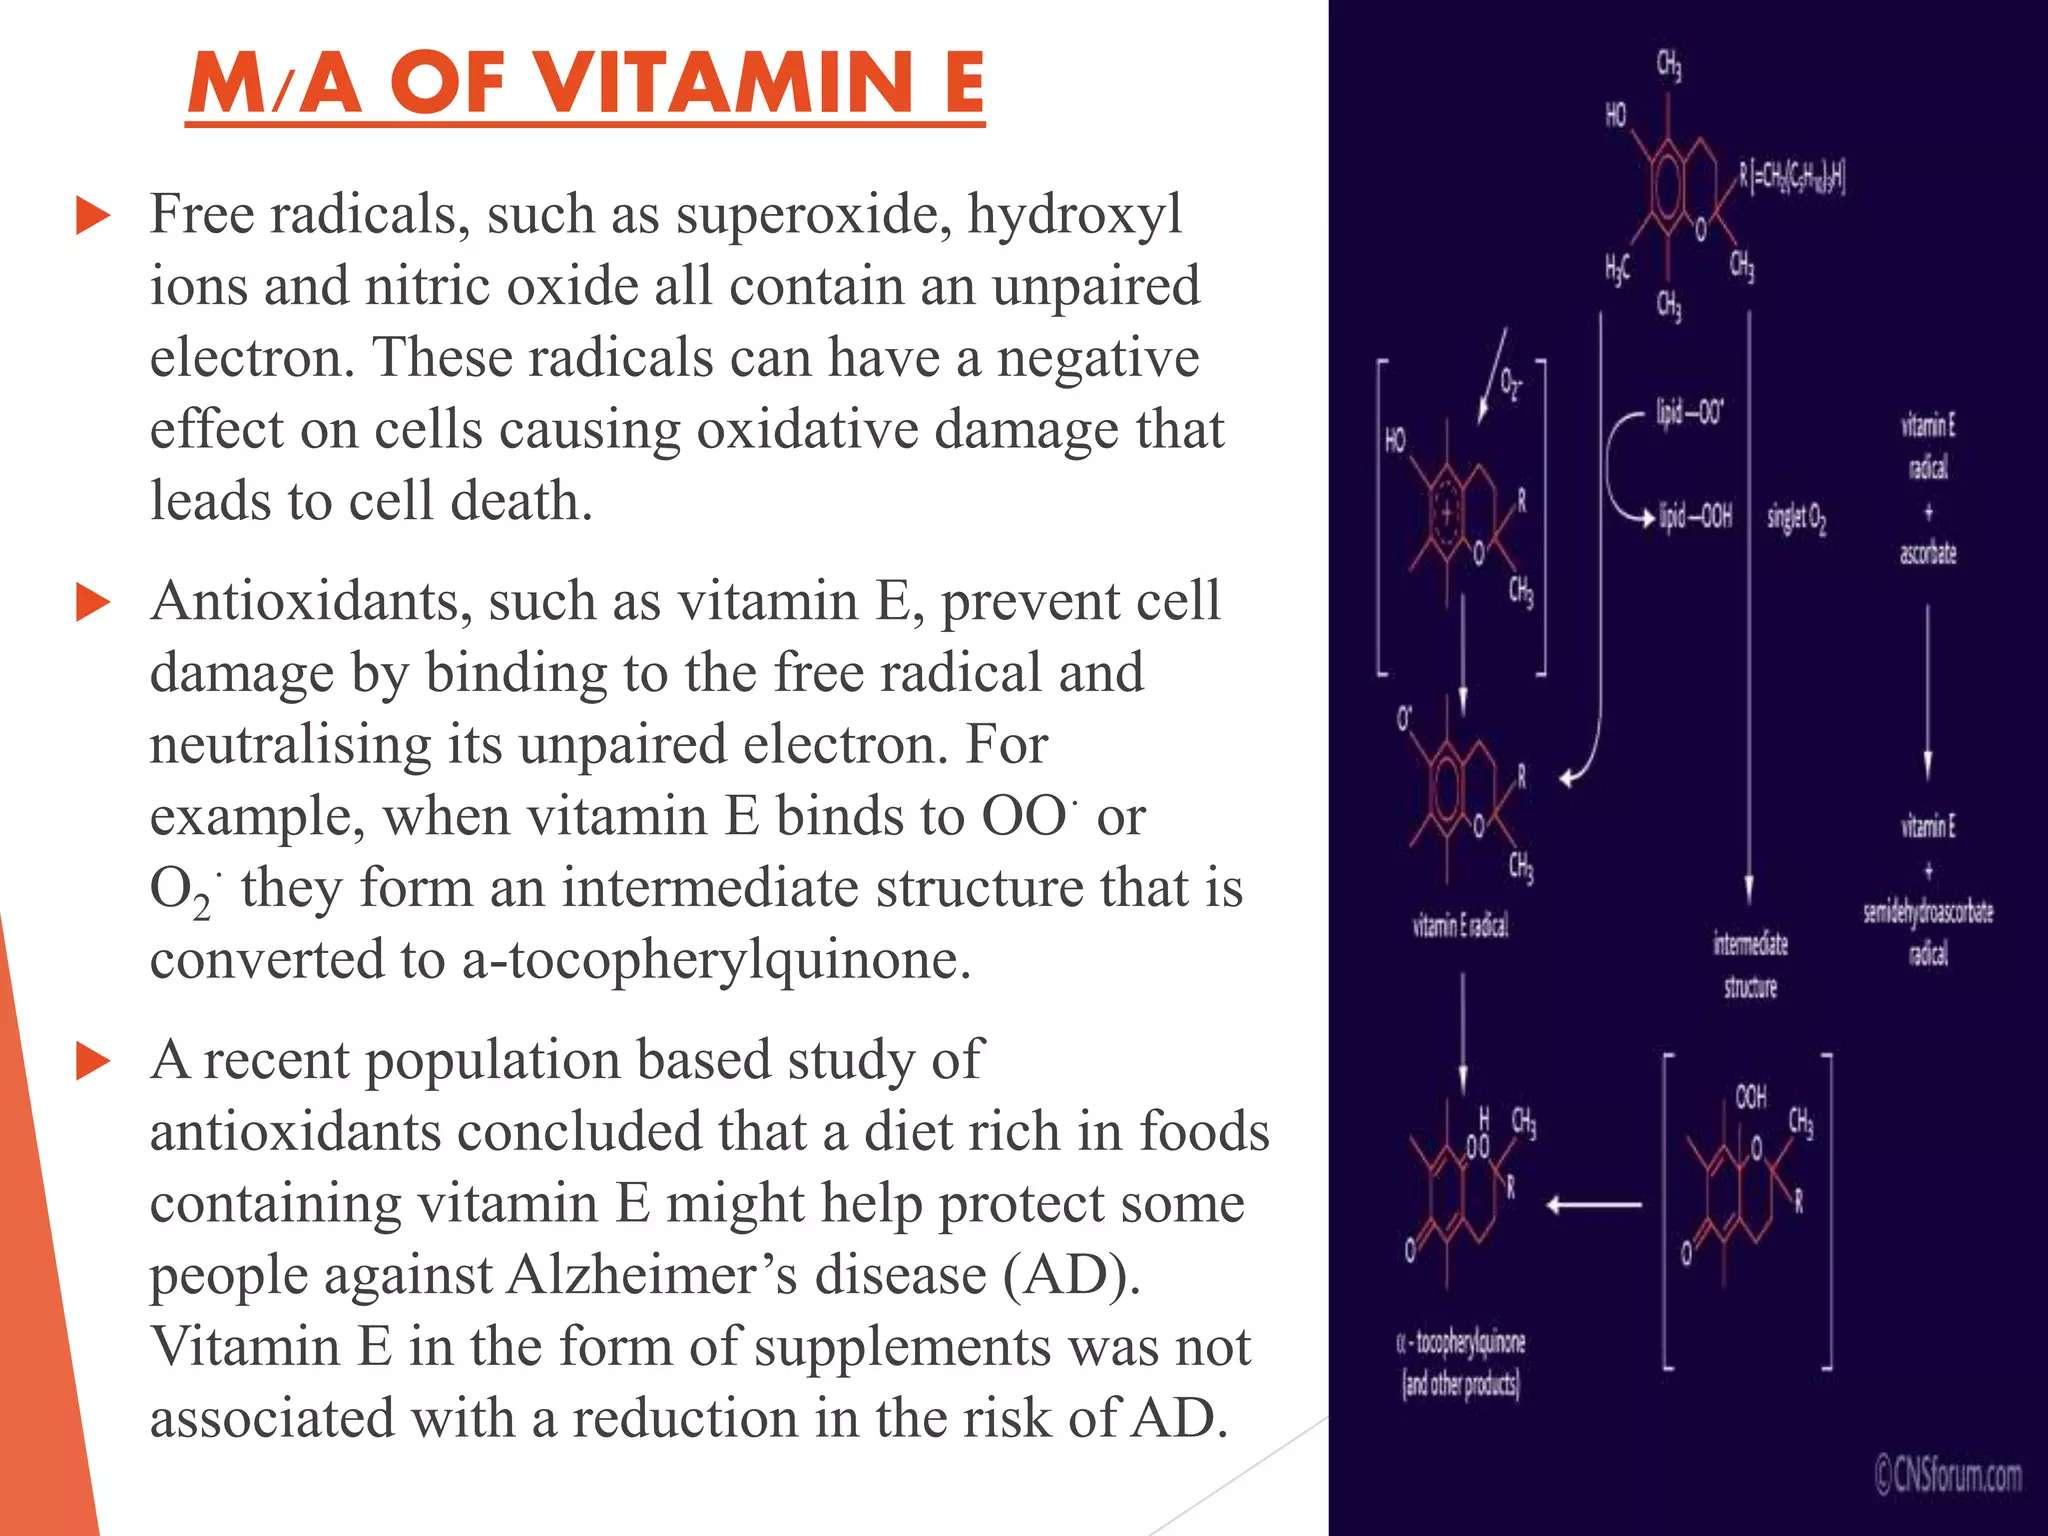 M/A OF VITAMIN E
Free radicals, such as superoxide, hydroxyl
ions and nitric oxide all contain an unpaired
electron. These radicals can have a negative
effect on cells causing oxidative damage that
leads to cell death.
Antioxidants, such as vitamin E, prevent cell
damage by binding to the free radical and
neutralising its unpaired electron. For
example, when vitamin E binds to OO˙ or
O₂˙ they form an intermediate structure that is
converted to a-tocopherylquinone.
A recent population based study of
antioxidants concluded that a diet rich in foods
containing vitamin E might help protect some
people against Alzheimer’s disease (AD).
Vitamin E in the form of supplements was not
associated with a reduction in the risk of AD.
CH₃
HO
R [=CH₂(C₅H₁₀)₃H]
O
H₃C
CH₃
CH₃
O₂˙
HO
R
O
CH₃
lipid—OO˙
lipid—OOH
singlet O₂
vitamin E
radical
+
ascorbate
O˙
R
O
CH₃
vitamin E radical
intermediate
structure
vitamin E
+
semidehydroascorbate
radical
H
CH₃
O O
R
O
α - tocopherylquinone
(and other products)
OOH
CH₃
O
R
O
©CNSforum.com